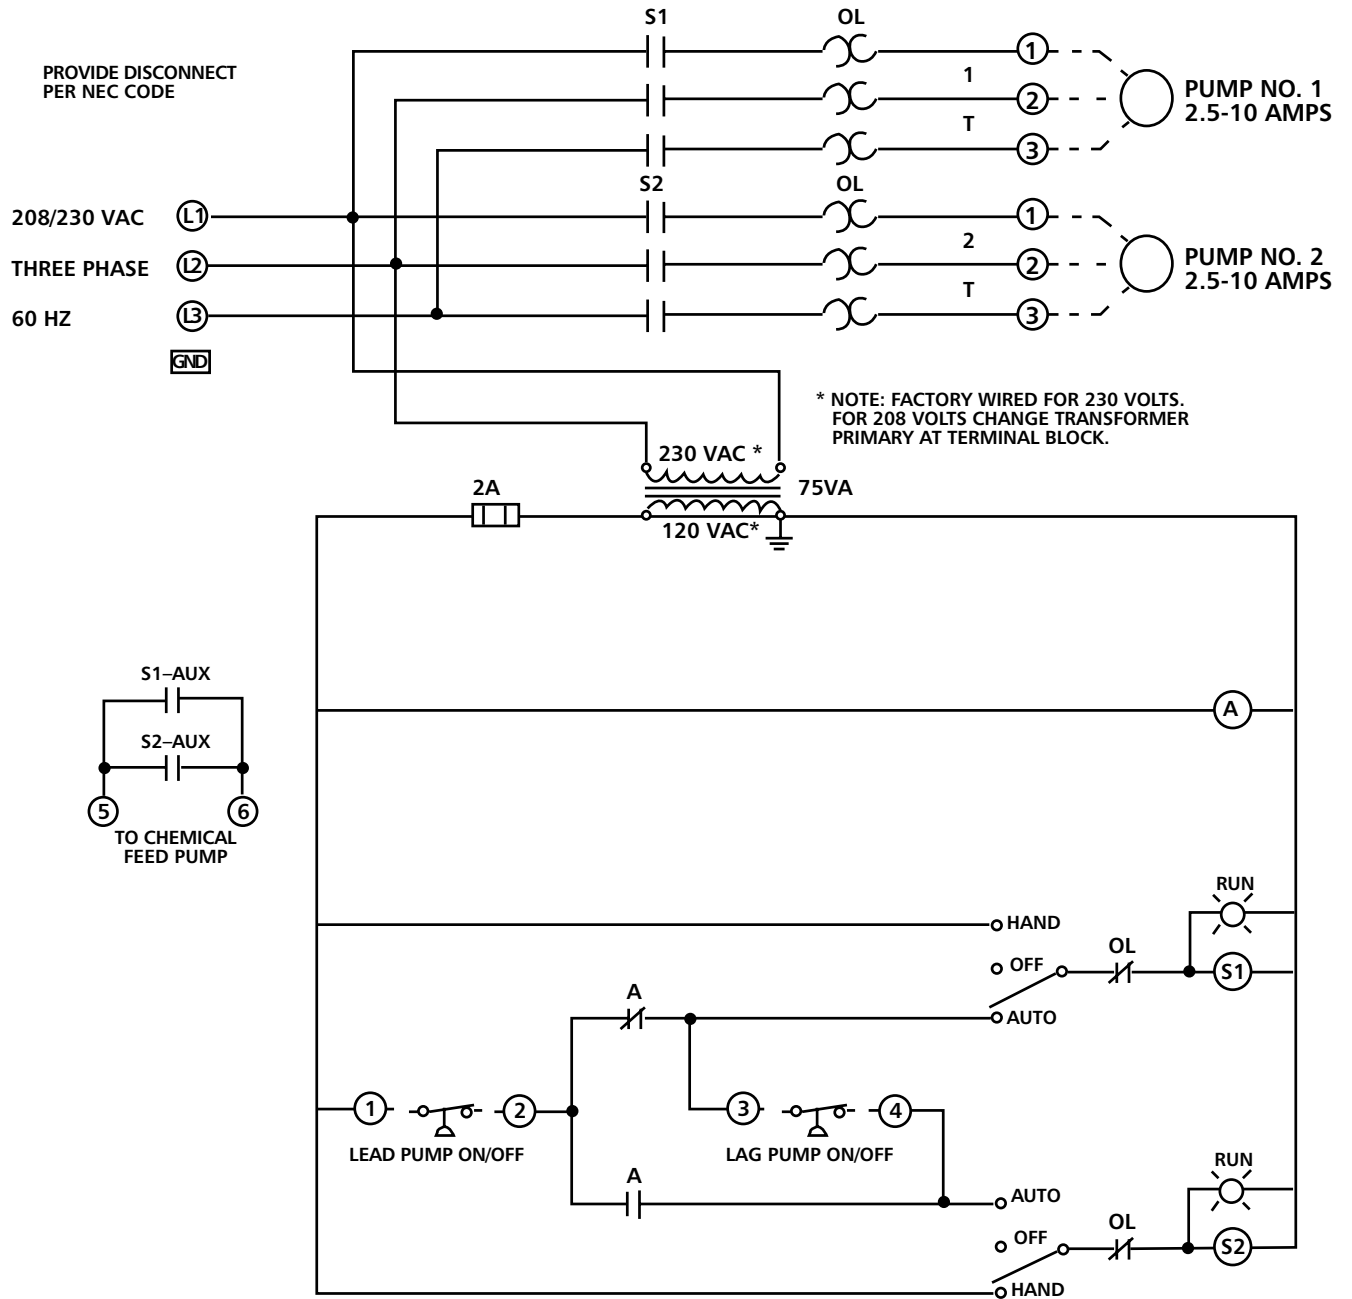 S1
OL
PROVIDE DISCONNECT
PER NEC CODE
1
1
2
T
3
PUMP NO. 1
2.5-10 AMPS
S2
OL
208/230 VAC
L1
THREE PHASE
L2
60 HZ
L3
GND
1
2
2
T
3
PUMP NO. 2
2.5-10 AMPS
* NOTE: FACTORY WIRED FOR 230 VOLTS.
FOR 208 VOLTS CHANGE TRANSFORMER
PRIMARY AT TERMINAL BLOCK.
230 VAC *
75VA
2A
120 VAC*
S1–AUX
S2–AUX
5
6
TO CHEMICAL
FEED PUMP
A
RUN
HAND
OL
OFF
S1
A
AUTO
1
2
3
4
LEAD PUMP ON/OFF
LAG PUMP ON/OFF
A
RUN
AUTO
OL
OFF
S2
HAND